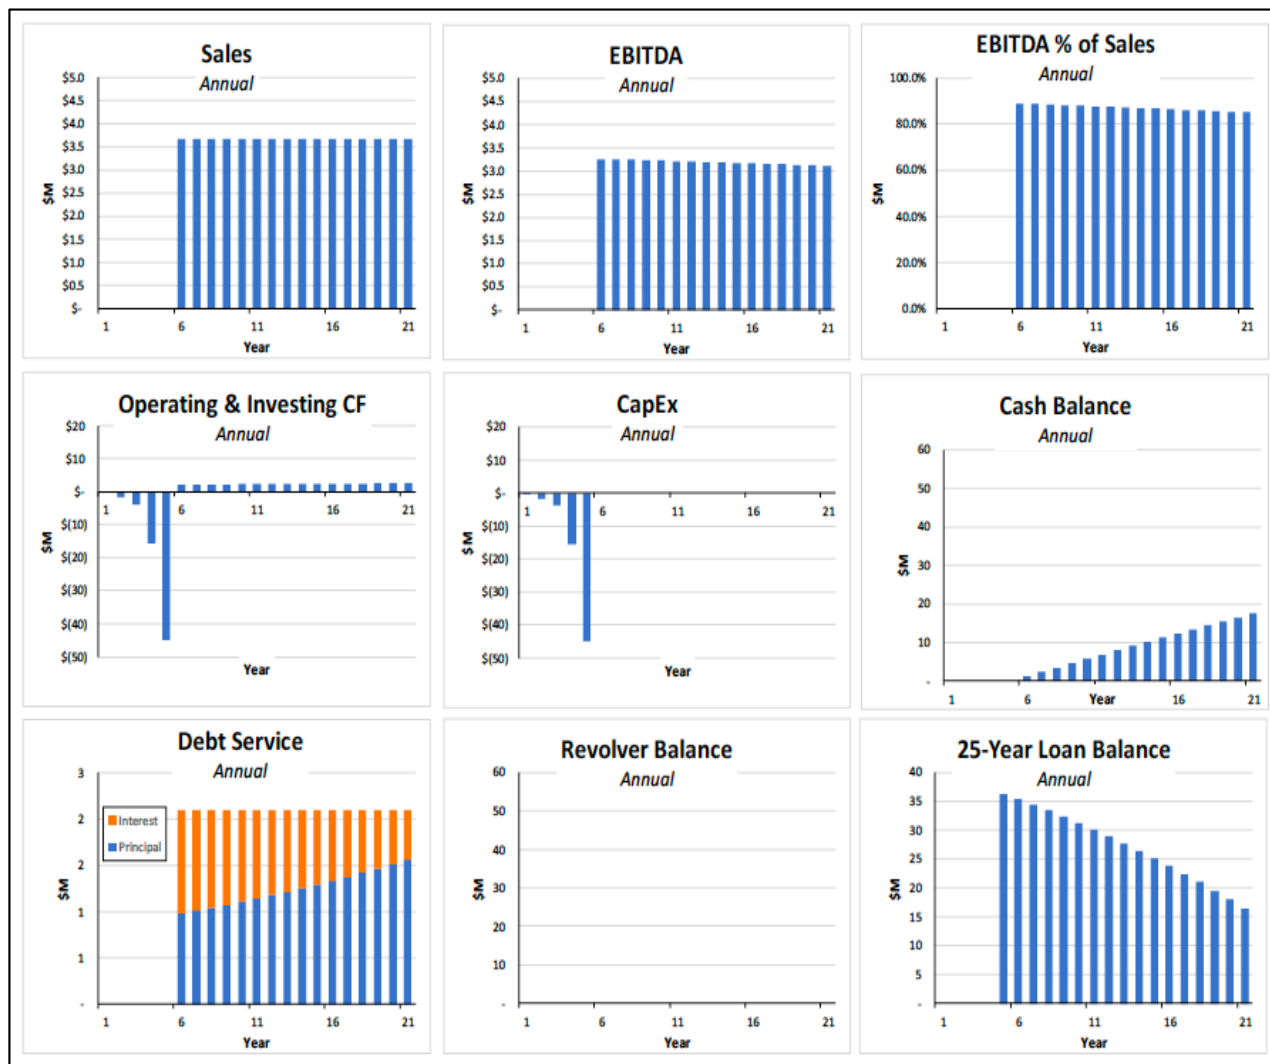 Sales
Annual
$5.0
$4.5
$4.0
$3.5
$3.0
$2.5
$2.0
$1.5
$1.0
$0.5
$-
$M
1 6 11 16 21
Year
EBITDA
Annual
$5.0
$4.5
$4.0
$3.5
$3.0
$2.5
$2.0
$1.5
$1.0
$0.5
$-
$M
1 6 11 16 21
Year
EBITDA % of Sales
Annual
100.0%
80.0%
60.0%
40.0%
20.0%
0.0%
$M
1 6 11 16 21
Year
Operating & Investing CF
Annual
$20
$10
$-
$(10)
$(20)
$(30)
$(40)
$(50)
$M
1 6 11 16 21
Year
CapEx
Annual
$20
$10
$-
$(10)
$(20)
$(30)
$(40)
$(50)
$M
1 6 11 16 21
Year
Cash Balance
Annual
60
50
40
30
20
10
-
$M
1 6 Year 16 21
Debt Service
Annual
3
2
2
1
1
-
$M
Interest
Principal
1 6 11 16 21
Year
Revolver Balance
Annual
60
50
40
30
20
10
-
$M
1 6 11 16 21
Year
25-Year Loan Balance
Annual
40
35
30
25
20
15
10
5
-
$M
1 6 11 16 21
Year